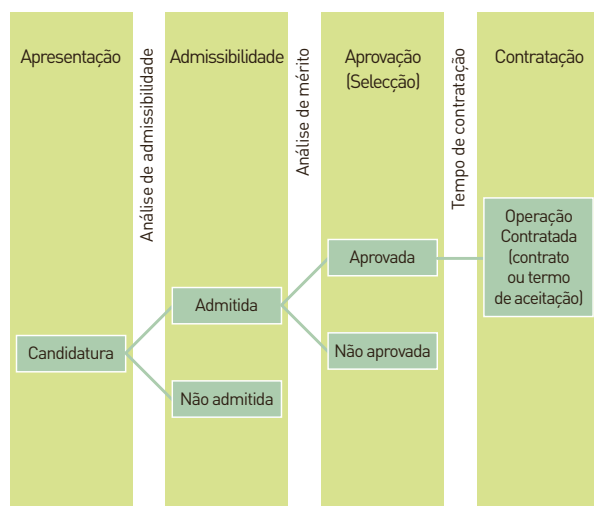 Apresentação
Análise de admissibilidade
Admissibilidade
Análise de mérito
Aprovação
(Selecção)
Tempo de contratação
Contratação
Candidatura
Admitida
Não admitida
Aprovada
Não aprovada
Operação
Contratada
(contrato
ou termo
de aceitação)